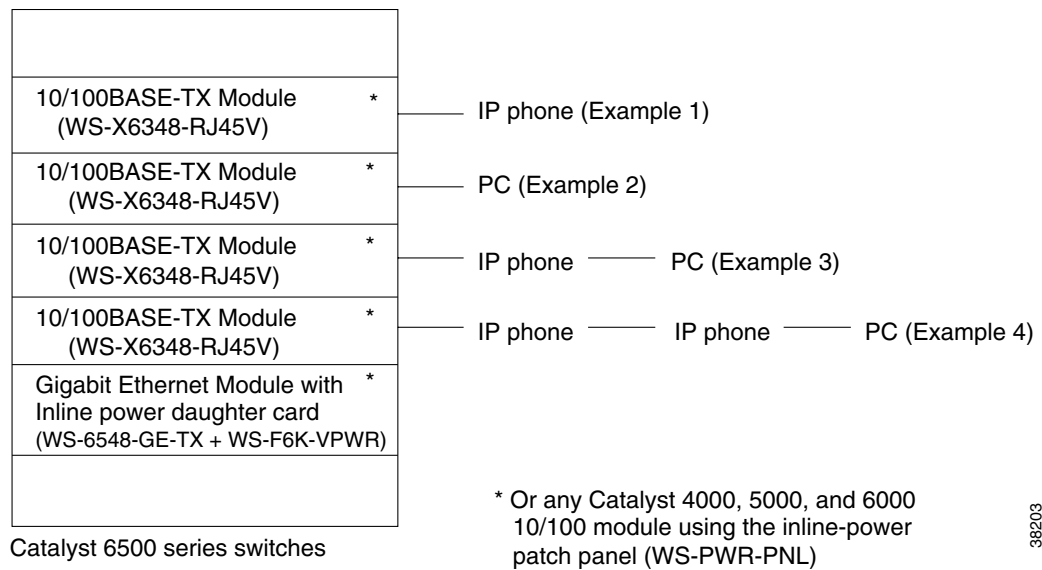 10/100BASE-TX Module *
(WS-X6348-RJ45V)
IP phone (Example 1)
10/100BASE-TX Module *
(WS-X6348-RJ45V)
PC (Example 2)
10/100BASE-TX Module *
(WS-X6348-RJ45V)
IP phone PC (Example 3)
10/100BASE-TX Module *
(WS-X6348-RJ45V)
IP phone IP phone PC (Example 4)
Gigabit Ethernet Module with *
Inline power daughter card
(WS-6548-GE-TX + WS-F6K-VPWR)
* Or any Catalyst 4000, 5000, and 6000
10/100 module using the inline-power
patch panel (WS-PWR-PNL)
Catalyst 6500 series switches
38203